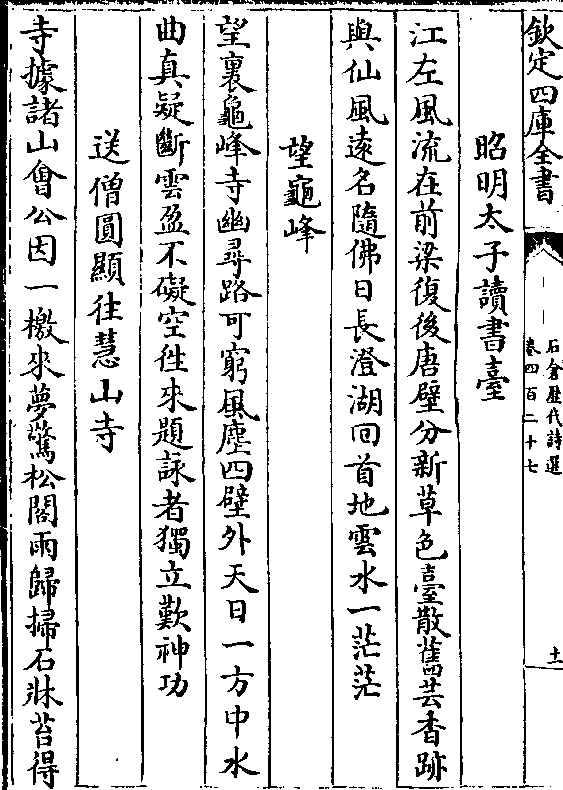 欽定四庫全書
石倉歷代詩選
卷四百二十七
十一
昭明太子讀書臺
江左風流在前梁復後唐壁分新草色臺散舊芸香跡
與仙風遠名隨佛日長澄湖回首地雲水一茫茫
望龜峰
望裏龜峰寺幽尋路可窮風塵四壁外天日一方中水
曲真疑斷雲盈不礙空徃來題詠者獨立歎神功
送僧圓顯往慧山寺
寺據諸山會公因一檄來夢驚松閣雨歸掃石牀苔得